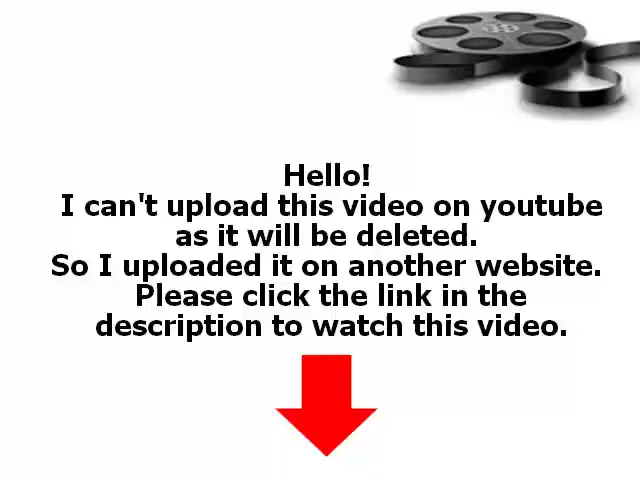 Hello!
I can't upload this video on youtube
as it will be deleted.
So I uploaded it on another website.
Please click the link in the
description to watch this video.